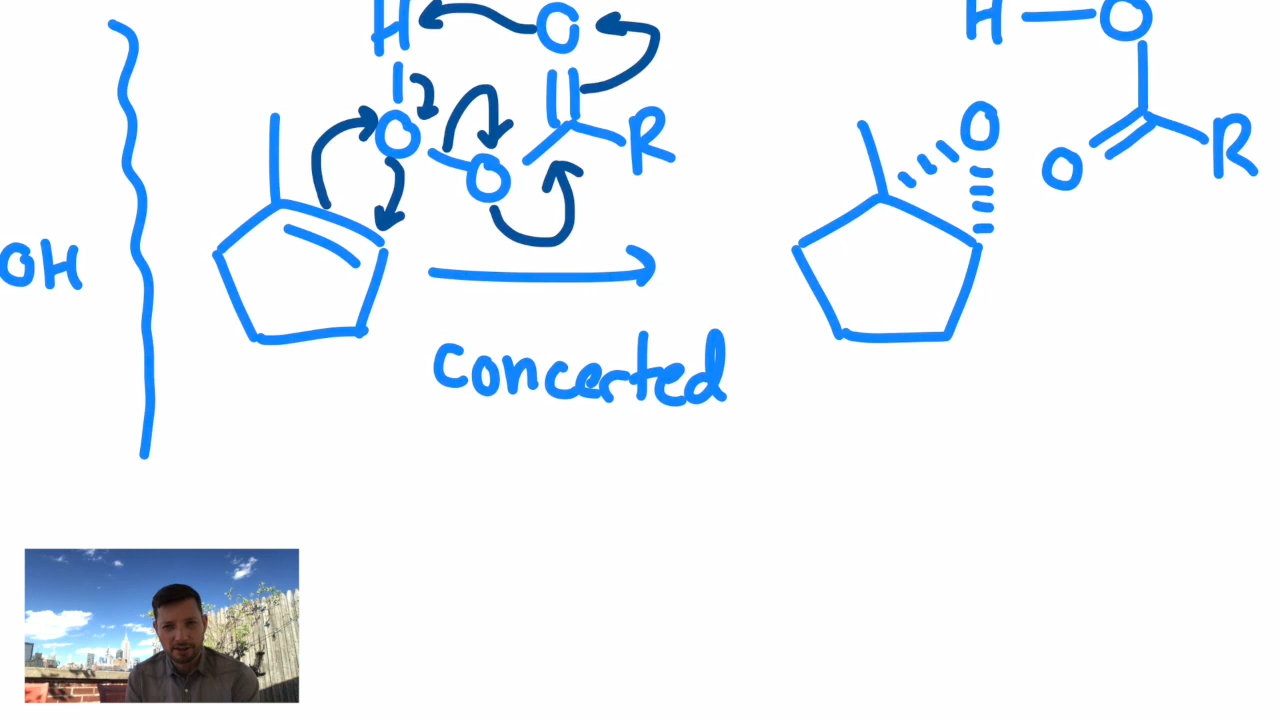 H O H — O
O O
O R O R
OH
concerted